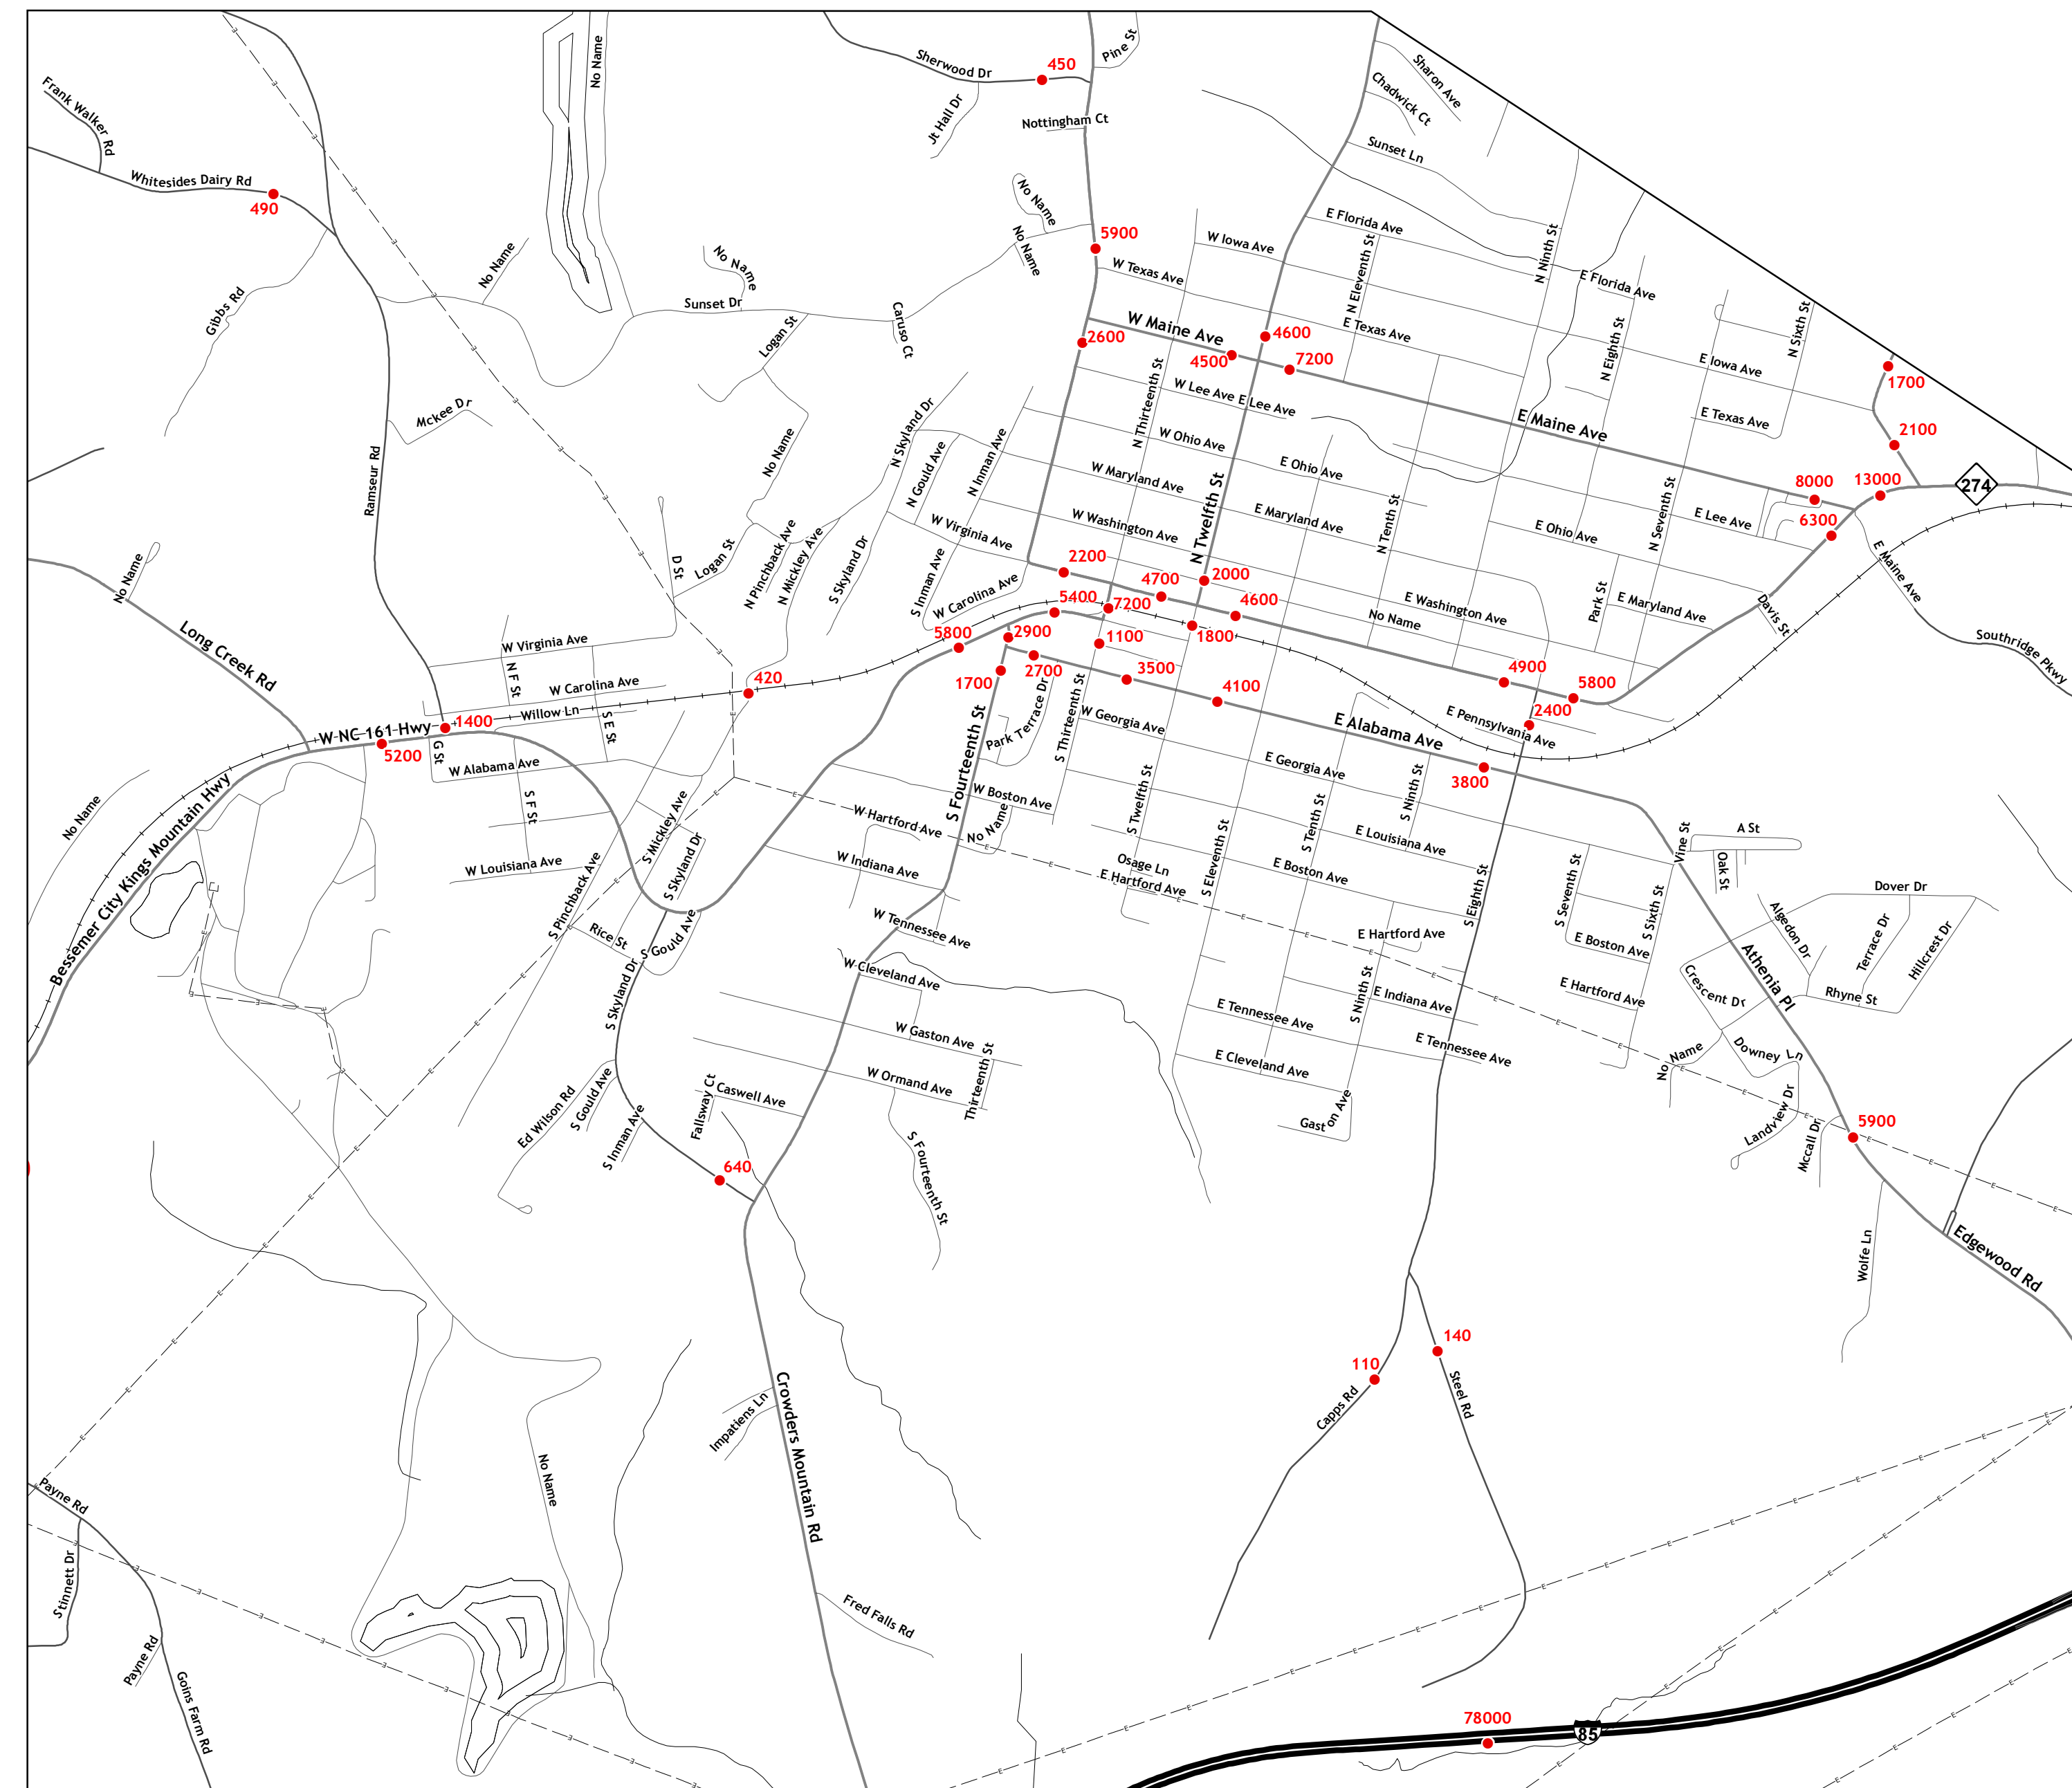 No Name
Pine St
Sherwood Dr
450
Sharon Ave
Chadwick Ct
Frank Walker Rd
Jt Hall Dr
Nottingham Ct
Sunset Ln
Whitesides Dairy Rd
490
No Name
E Florida Ave
5900
W Iowa Ave
N Eleventh St
N Ninth St
No Name
No Name
No Name
W Texas Ave
E Florida Ave
Gibbs Rd
Sunset Dr
Caruso Ct
Logan St
W Maine Ave
E Texas Ave
4600
2600
4500
7200
N Eighth St
N Sixth St
E Iowa Ave
1700
Mckee Dr
N Thirteenth St
W Lee Ave
E Lee Ave
E Maine Ave
E Texas Ave
2100
Ramseur Rd
No Name
N Skyland Dr
N Gould Ave
N Inman Ave
W Ohio Ave
E Ohio Ave
W Maryland Ave
8000
13000
274
N Twelfth St
N Tenth St
N Seventh St
E Lee Ave
6300
W Virginia Ave
W Washington Ave
E Maryland Ave
E Ohio Ave
No Name
D St
Logan St
N Pinchback Ave
N Mickley Ave
S Skyland Dr
S Inman Ave
W Carolina Ave
2200
4700
2000
4600
E Washington Ave
No Name
Park St
E Maryland Ave
Davis St
E Maine Ave
Southridge Pkwy
5400
7200
5800
2900
1100
1800
Long Creek Rd
W Virginia Ave
N F St
W Carolina Ave
420
1700
2700
3500
4100
4900
5800
2400
W NC 161 Hwy
1400
Willow Ln
S E St
5200
G St
W Alabama Ave
S Fourteenth St
Park Terrace Dr
S Thirteenth St
W Georgia Ave
E Alabama Ave
E Pennsylvania Ave
E Georgia Ave
3800
No Name
Bessemer City Kings Mountain Hwy
S F St
S Mickley Ave
S Skyland Dr
W Hartford Ave
W Boston Ave
No Name
S Twelfth St
S Tenth St
S Ninth St
E Louisiana Ave
Vine St
A St
Oak St
W Louisiana Ave
S Pinchback Ave
W Indiana Ave
Osage Ln
E Hartford Ave
S Eleventh St
E Boston Ave
S Eighth St
S Seventh St
S Sixth St
Dover Dr
Algedon Dr
Terrace Dr
Hillcrest Dr
Rice St
S Gould Ave
W Tennessee Ave
E Hartford Ave
E Boston Ave
Athenia Pl
S Skyland Dr
W Cleveland Ave
S Ninth St
E Indiana Ave
E Hartford Ave
Crescent Dr
Rhyne St
W Gaston Ave
E Tennessee Ave
E Tennessee Ave
No Name
Downey Ln
Thirteenth St
E Cleveland Ave
Ed Wilson Rd
S Gould Ave
S Inman Ave
Fallsway Ct
Caswell Ave
W Ormand Ave
Gaston Ave
Landview Dr
Mccall Dr
5900
640
S Fourteenth St
Wolfe Ln
Edgewood Rd
140
110
Capps Rd
Steel Rd
Impatiens Ln
Crowders Mountain Rd
No Name
Payne Rd
Stinnett Dr
Payne Rd
Goins Farm Rd
Fred Falls Rd
78000
85